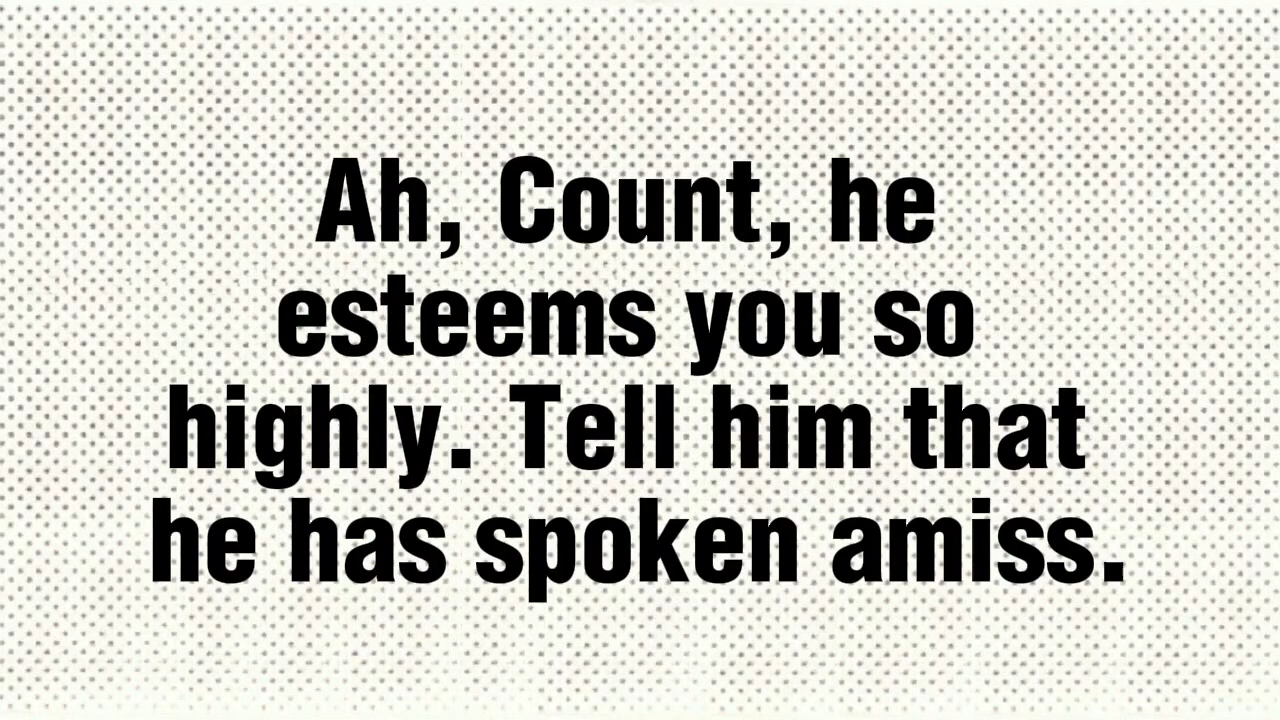 Ah, Count, he
esteems you so
highly. Tell him that
he has spoken amiss.